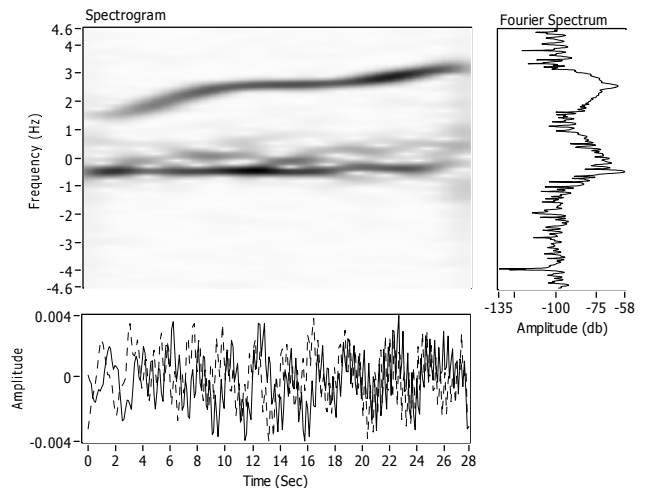 Spectrogram
4.6
4
3
2
1
0
-1
-2
-3
-4
-4.6
Frequency (Hz)
Fourier Spectrum
-135
-100
-75
-58
Amplitude (db)
0.004
0
-0.004
Amplitude
0 2 4 6 8 10 12 14 16 18 20 22 24 26 28
Time (Sec)